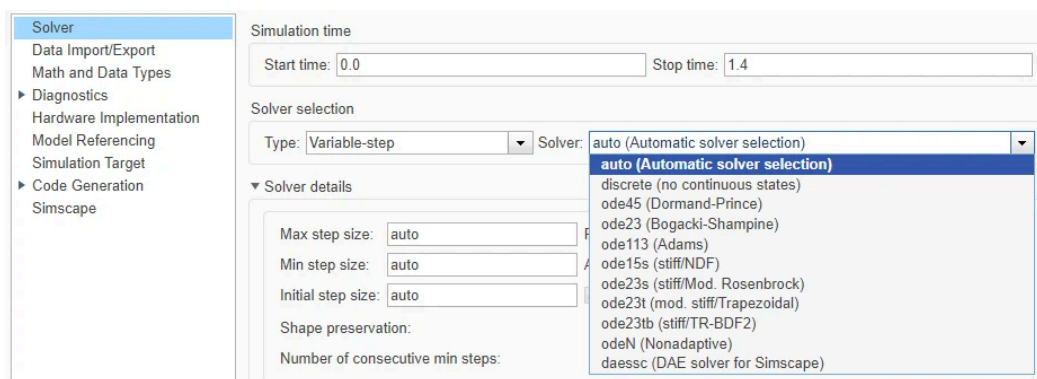 Solver
Data Import/Export
Math and Data Types
Diagnostics
Hardware Implementation
Model Referencing
Simulation Target
Code Generation
Simscape
Simulation time
Start time: 0.0 Stop time: 1.4
Solver selection
Type: Variable-step Solver: auto (Automatic solver selection)
auto (Automatic solver selection)
discrete (no continuous states)
ode45 (Dormand-Prince)
ode23 (Bogacki-Shampine)
ode113 (Adams)
ode15s (stiff/NDF)
ode23s (stiff/Mod. Rosenbrock)
ode23t (mod. stiff/Trapezoidal)
ode23tb (stiff/TR-BDF2)
odeN (Nonadaptive)
daessc (DAE solver for Simscape)
Solver details
Max step size: auto
Min step size: auto
Initial step size: auto
Shape preservation:
Number of consecutive min steps: